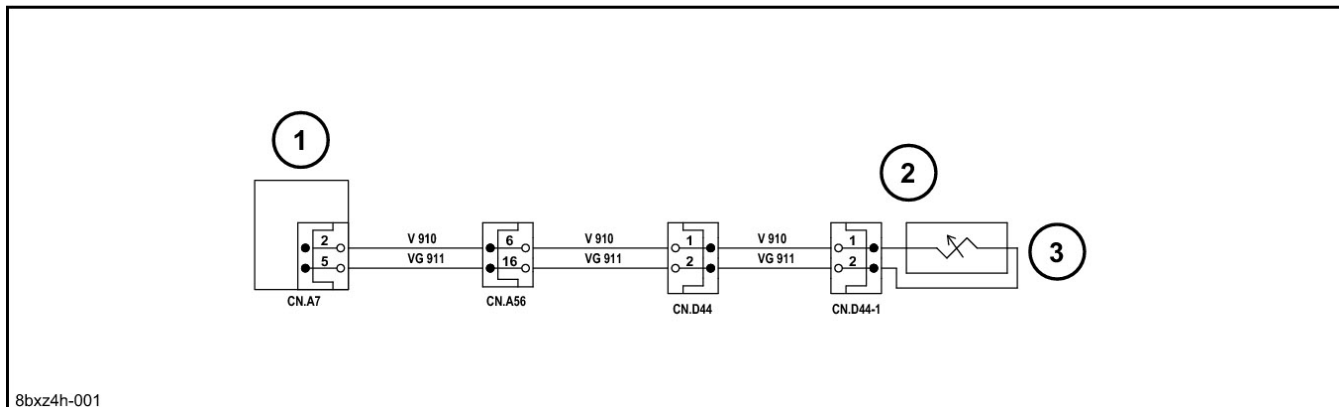 1
2
3
2 V 910 6 V 910 1 V 910 1
5 VG 911 16 VG 911 2 VG 911 2
CN.A7 CN.A56 CN.D44 CN.D44-1
8bxz4h-001